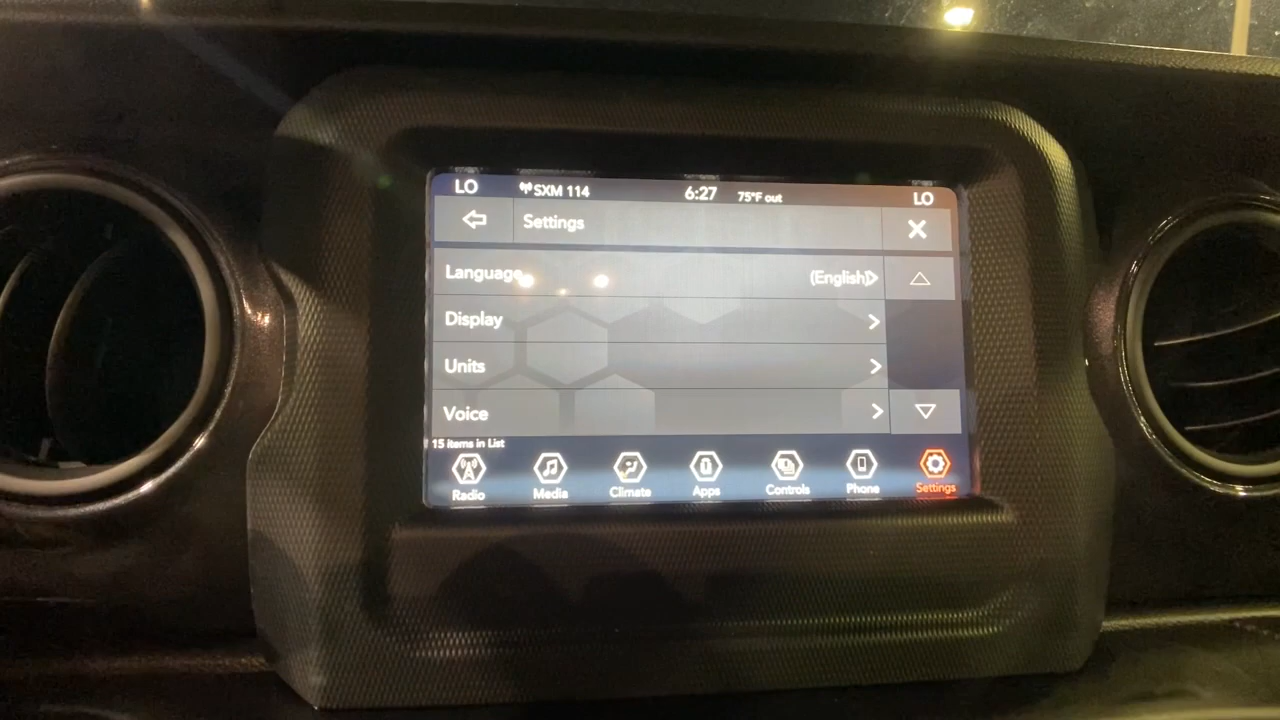 LO SXM 114 6:27 75°F out LO
Settings
Language (English)
Display
Units
Voice
15 items in List
Radio Media Climate Apps Controls Phone Settings